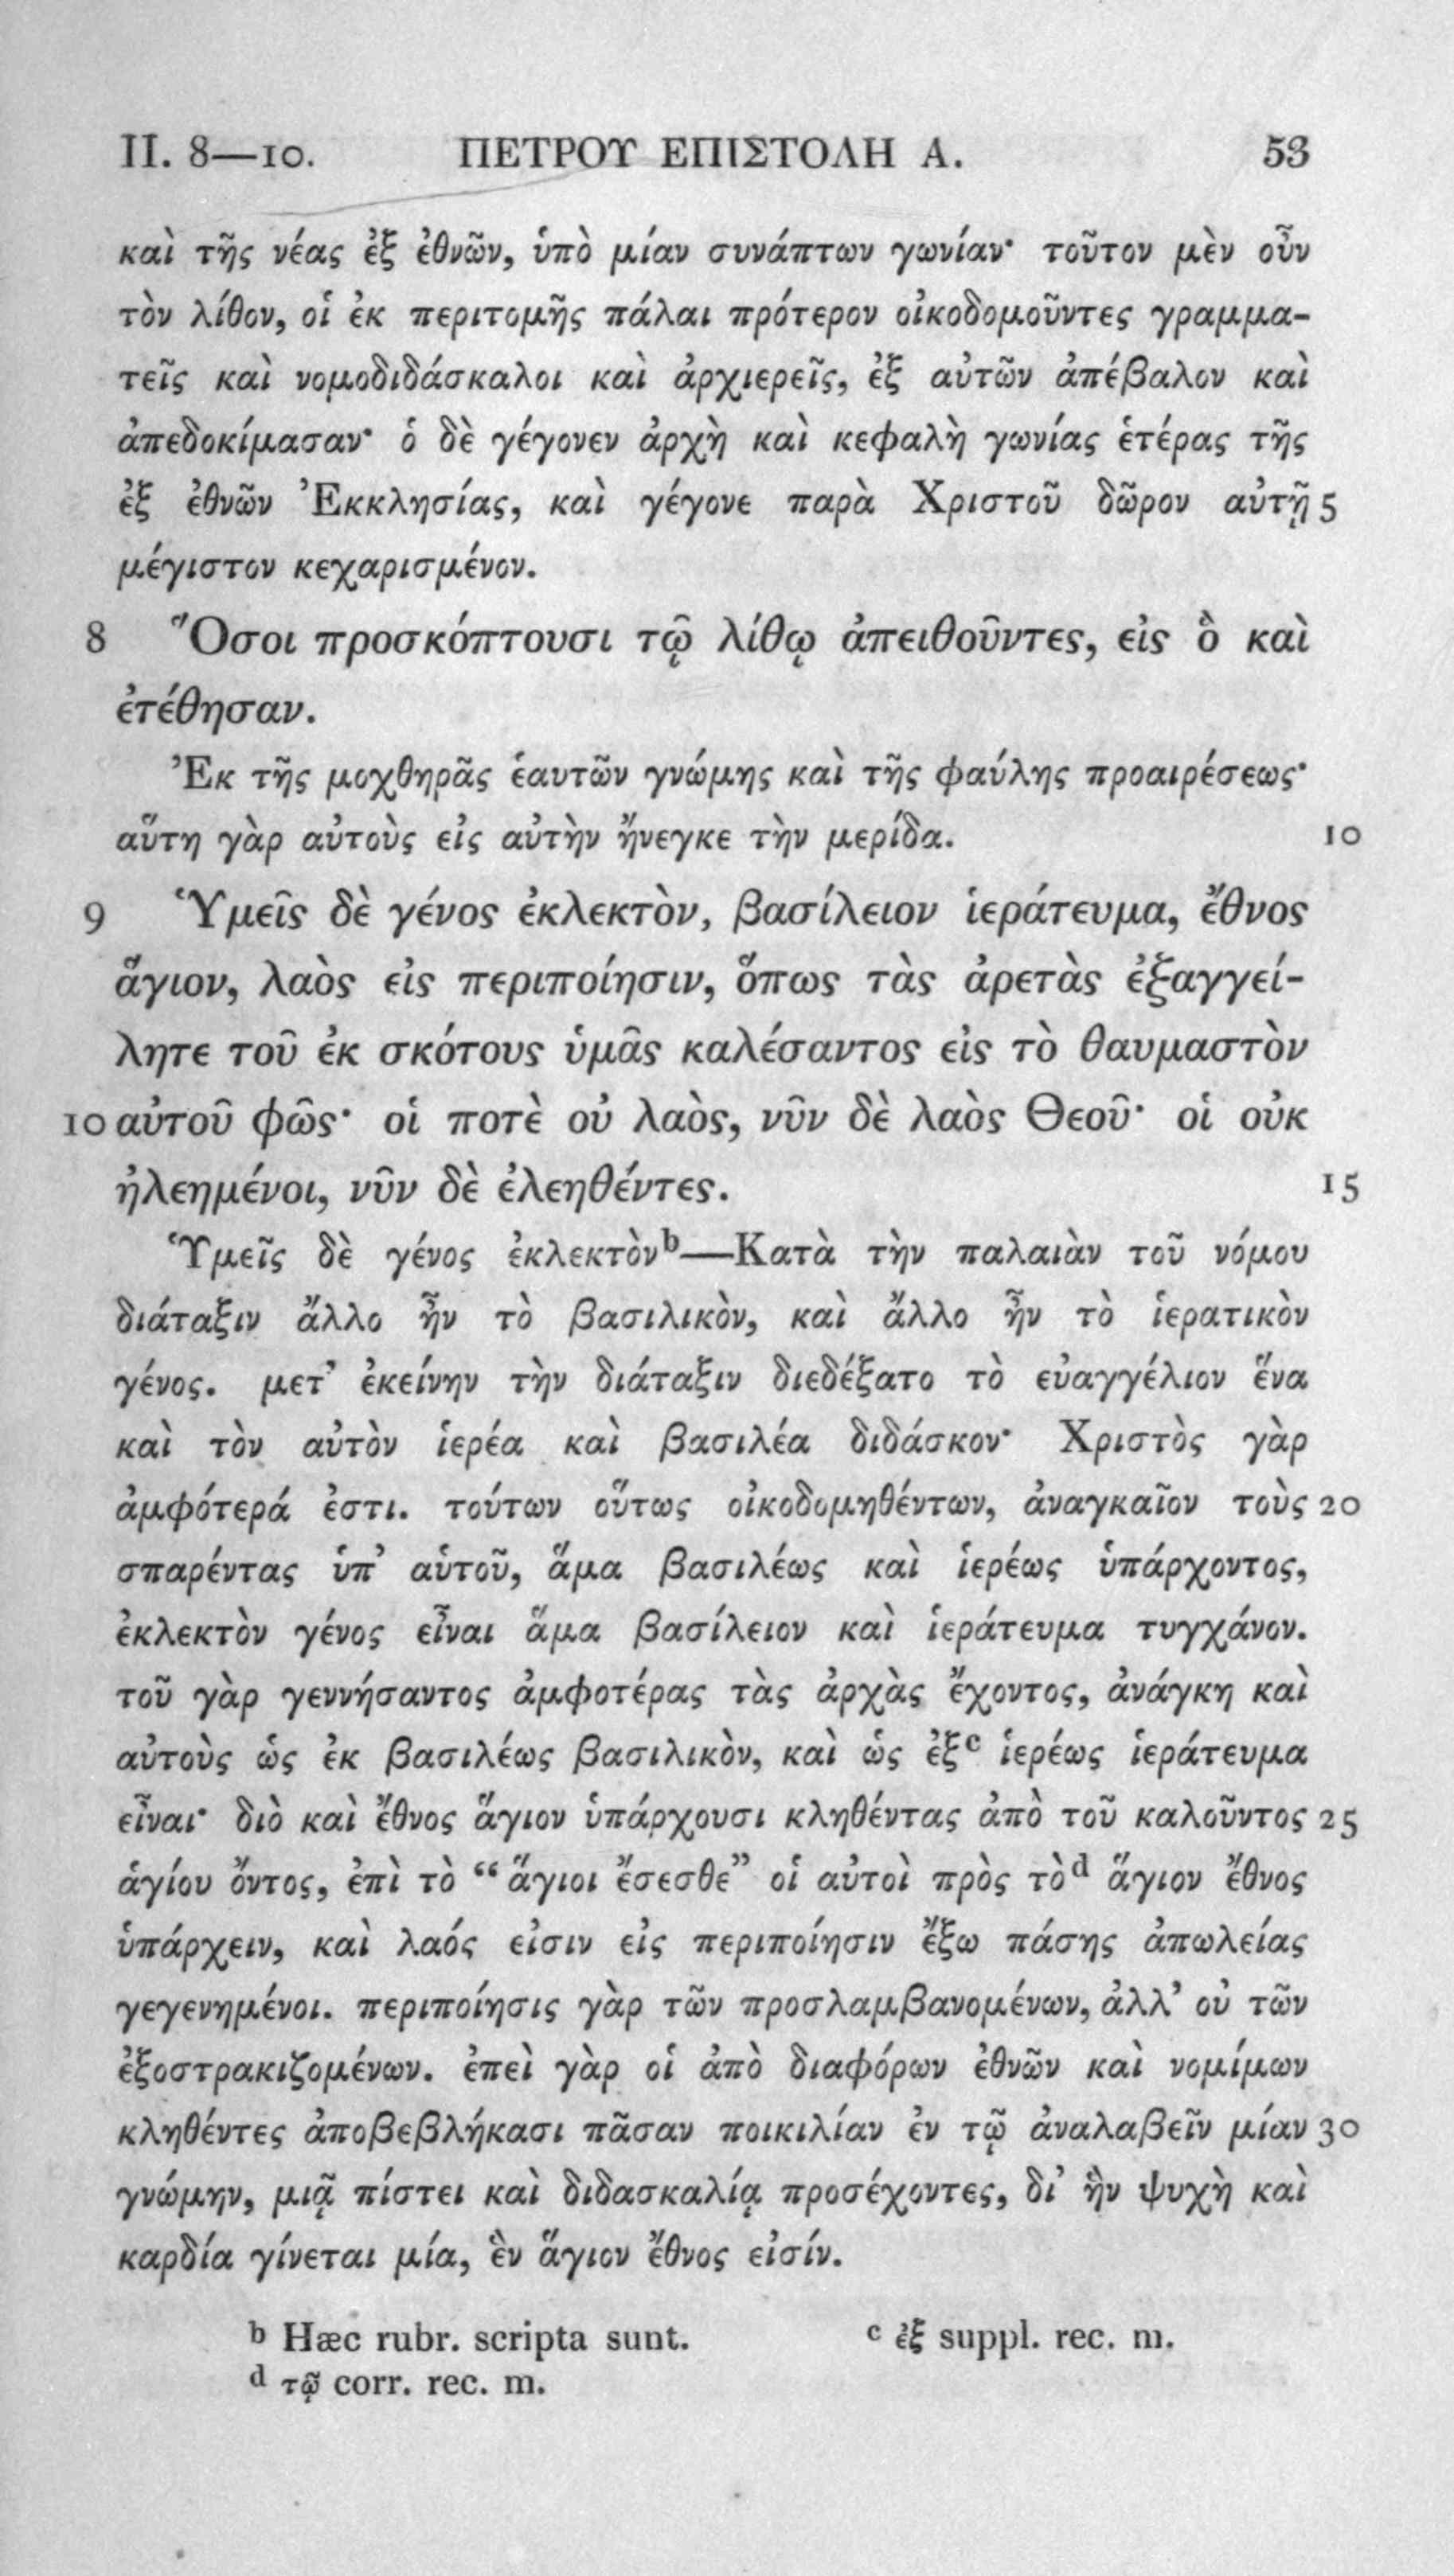 II. 8—10. ΠΕΤΡΟΥ ΕΠΙΣΤΟΛΗ Α. 53
καὶ τῆς νέας ἐξ ἐθνῶν, ὑπὸ μίαν συνάπτων γωνίαν· τοῦτον μὲν οὖν
τὸν λίθον, οἱ ἐκ περιτομῆς πάλαι πρότερον οἰκοδομοῦντες γραμμα-
τεῖς καὶ νομοδιδάσκαλοι καὶ ἀρχιερεῖς, ἐξ αὐτῶν ἀπέβαλον καὶ
ἀπεδοκίμασαν· ὁ δὲ γέγονεν ἀρχὴ καὶ κεφαλὴ γωνίας ἑτέρας τῆς
ἐξ ἐθνῶν Ἐκκλησίας, καὶ γέγονε παρὰ Χριστοῦ δῶρον αὐτῇ 5
μέγιστον κεχαρισμένον.
8 Ὅσοι προσκόπτουσι τῷ λίθῳ ἀπειθοῦντες, εἰς ὃ καὶ
ἐτέθησαν.
Ἐκ τῆς μοχθηρᾶς ἑαυτῶν γνώμης καὶ τῆς φαύλης προαιρέσεως·
αὕτη γὰρ αὐτοὺς εἰς αὐτὴν ἤνεγκε τὴν μερίδα. 10
9 Ὑμεῖς δὲ γένος ἐκλεκτὸν, βασίλειον ἱεράτευμα, ἔθνος
ἅγιον, λαὸς εἰς περιποίησιν, ὅπως τὰς ἀρετὰς ἐξαγγεί-
λητε τοῦ ἐκ σκότους ὑμᾶς καλέσαντος εἰς τὸ θαυμαστὸν
10 αὐτοῦ φῶς· οἱ ποτὲ οὐ λαὸς, νῦν δὲ λαὸς Θεοῦ· οἱ οὐκ
ἠλεημένοι, νῦν δὲ ἐλεηθέντες. 15
Ὑμεῖς δὲ γένος ἐκλεκτὸν b—Κατὰ τὴν παλαιὰν τοῦ νόμου
διάταξιν ἄλλο ἦν τὸ βασιλικὸν, καὶ ἄλλο ἦν τὸ ἱερατικὸν
γένος. μετ’ ἐκείνην τὴν διάταξιν διεδέξατο τὸ εὐαγγέλιον ἕνα
καὶ τὸν αὐτὸν ἱερέα καὶ βασιλέα διδάσκον· Χριστὸς γὰρ
ἀμφότερά ἐστι. τούτων οὕτως οἰκοδομηθέντων, ἀναγκαῖον τοὺς 20
σπαρέντας ὑπ’ αὐτοῦ, ἅμα βασιλέως καὶ ἱερέως ὑπάρχοντος,
ἐκλεκτὸν γένος εἶναι ἅμα βασίλειον καὶ ἱεράτευμα τυγχάνον.
τοῦ γὰρ γεννήσαντος ἀμφοτέρας τὰς ἀρχὰς ἔχοντος, ἀνάγκη καὶ
αὐτοὺς ὡς ἐκ βασιλέως βασιλικὸν, καὶ ὡς ἐξ c ἱερέως ἱεράτευμα
εἶναι· διὸ καὶ ἔθνος ἅγιον ὑπάρχουσι κληθέντας ἀπὸ τοῦ καλοῦντος 25
ἁγίου ὄντος, ἐπὶ τὸ “ἅγιοι ἔσεσθε” οἱ αὐτοὶ πρὸς τὸ d ἅγιον ἔθνος
ὑπάρχειν, καὶ λαός εἰσιν εἰς περιποίησιν ἔξω πάσης ἀπωλείας
γεγενημένοι. περιποίησις γὰρ τῶν προσλαμβανομένων, ἀλλ’ οὐ τῶν
ἐξοστρακιζομένων. ἐπεὶ γὰρ οἱ ἀπὸ διαφόρων ἐθνῶν καὶ νομίμων
κληθέντες ἀποβεβλήκασι πᾶσαν ποικιλίαν ἐν τῷ ἀναλαβεῖν μίαν 30
γνώμην, μιᾷ πίστει καὶ διδασκαλίᾳ προσέχοντες, δι’ ἣν ψυχὴ καὶ
καρδία γίνεται μία, ἓν ἅγιον ἔθνος εἰσίν.
b Hæc rubr. scripta sunt. c ἐξ suppl. rec. m.
d τῷ corr. rec. m.